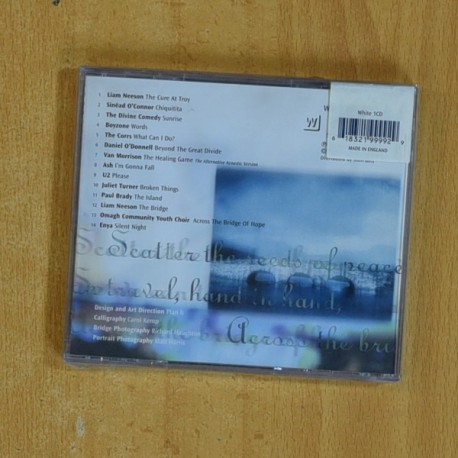 1 Liam Neeson The Cure At Troy
2 Sinéad O'Connor Chiquitita
3 The Divine Comedy Sunrise
4 Boyzone Words
5 The Corrs What Can I Do?
6 Daniel O'Donnell Beyond The Great Divide
7 Van Morrison The Healing Game The Alternative Acoustic Version
8 Ash I'm Gonna Fall
9 U2 Please
10 Juliet Turner Broken Things
11 Paul Brady The Island
12 Liam Neeson The Bridge
13 Omagh Community Youth Choir Across The Bridge Of Hope
14 Enya Silent Night
White 1CD
18321 99992
MADE IN ENGLAND
W
Scatter the seeds of peace
travel, hand in hand,
Across the bri
Design and Art Direction
Calligraphy
Bridge Photography Richard
Portrait Photography